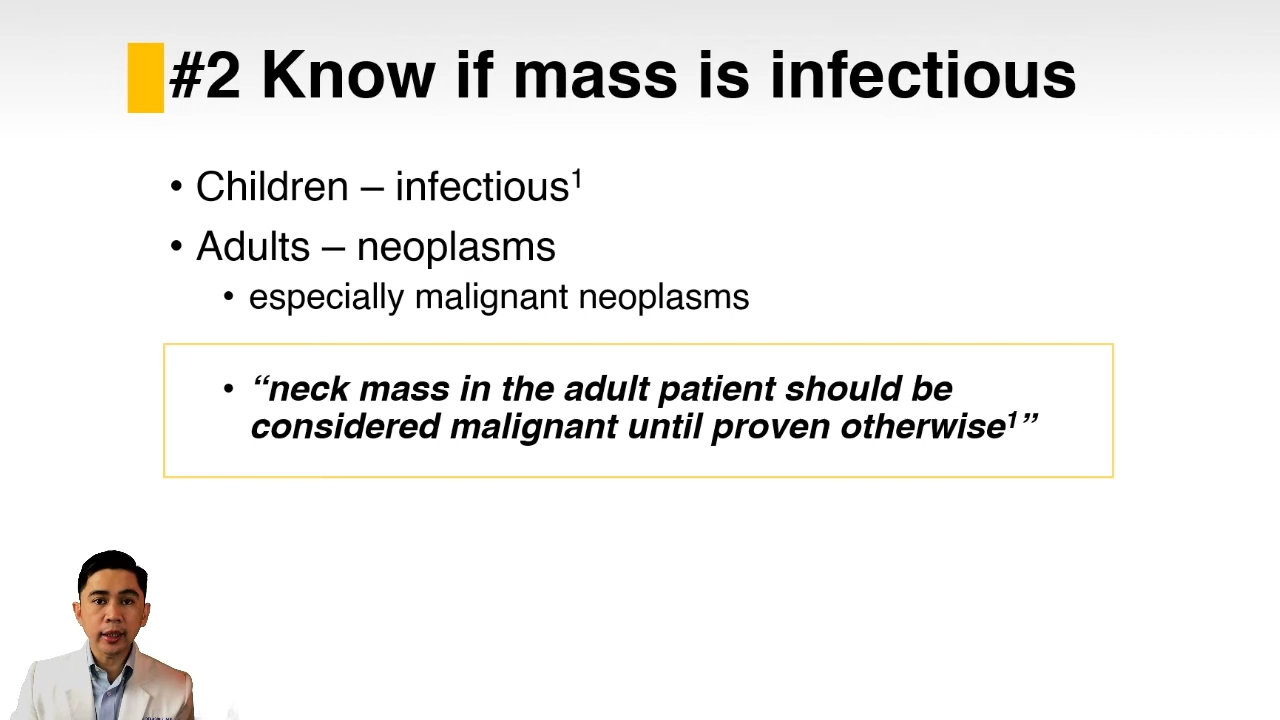 #2 Know if mass is infectious
• Children – infectious¹
• Adults – neoplasms
• especially malignant neoplasms
• “neck mass in the adult patient should be
considered malignant until proven otherwise¹”